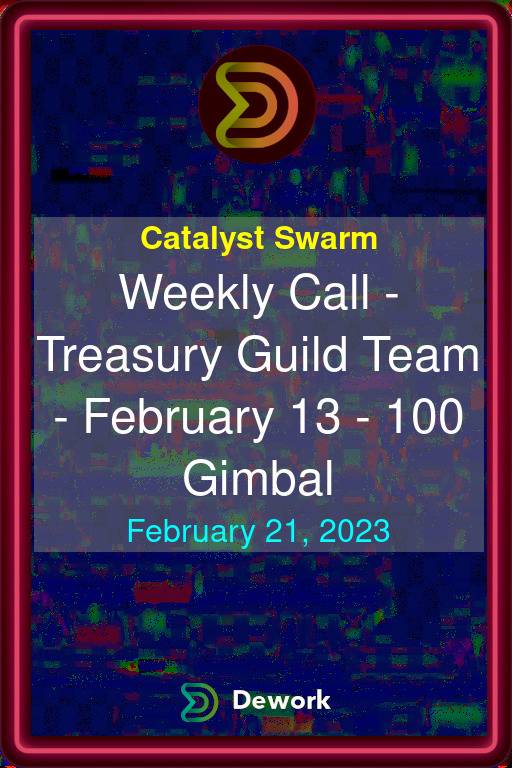 Catalyst Swarm
Weekly Call -
Treasury Guild Team
- February 13 - 100
Gimbal
February 21, 2023
Dework